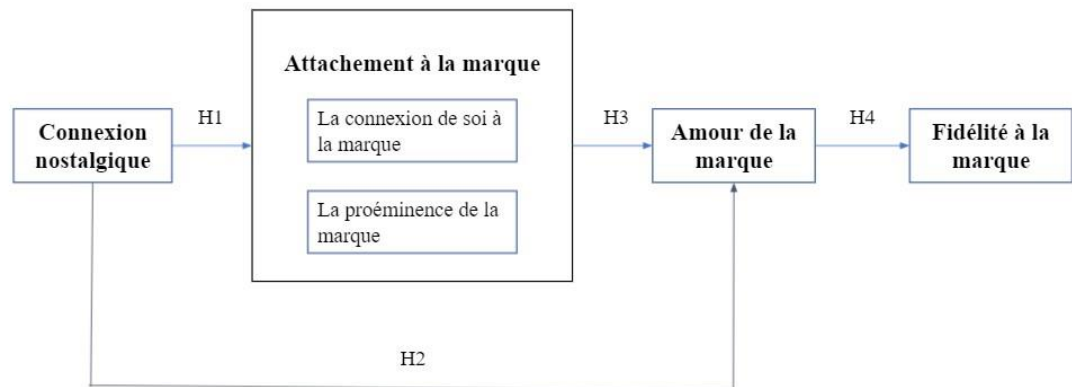 Attachement à la marque
H1
H3
H4
Connexion
nostalgique
La connexion de soi à
la marque
Amour de la
marque
Fidélité à la
marque
La proéminence de la
marque
H2